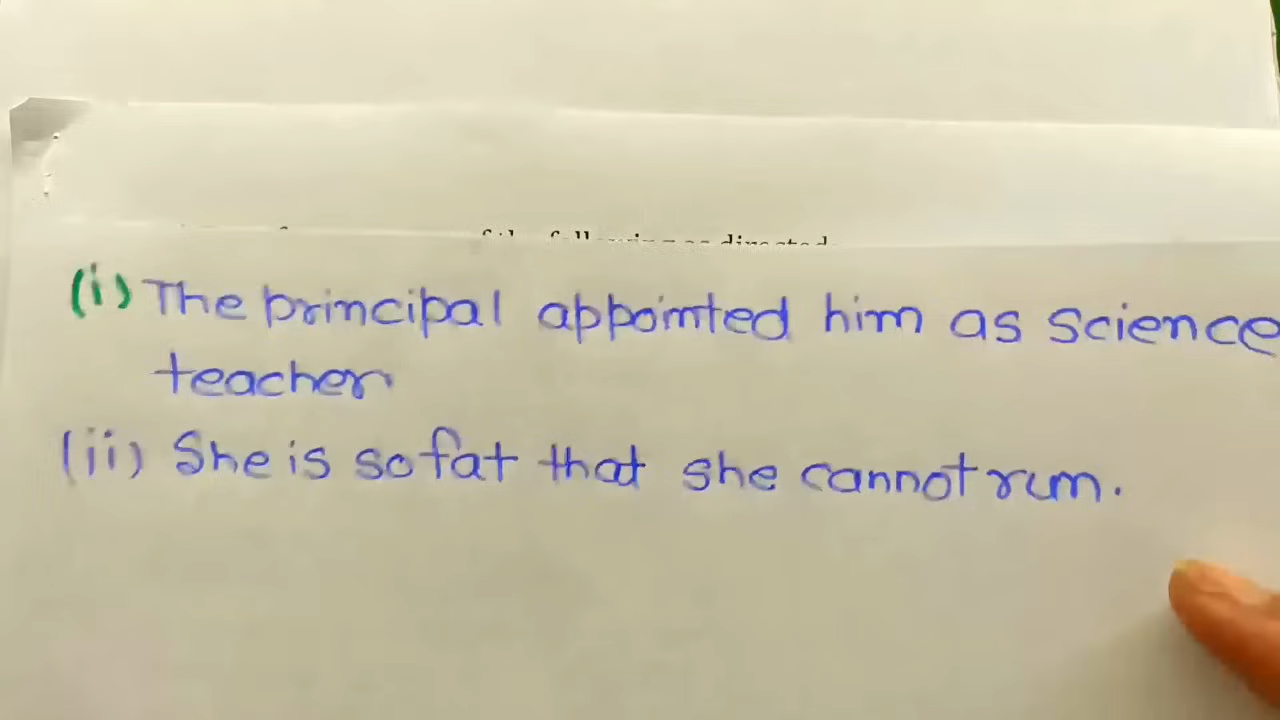 (i) The principal appointed him as science
teacher
(ii) She is so fat that she cannot run.